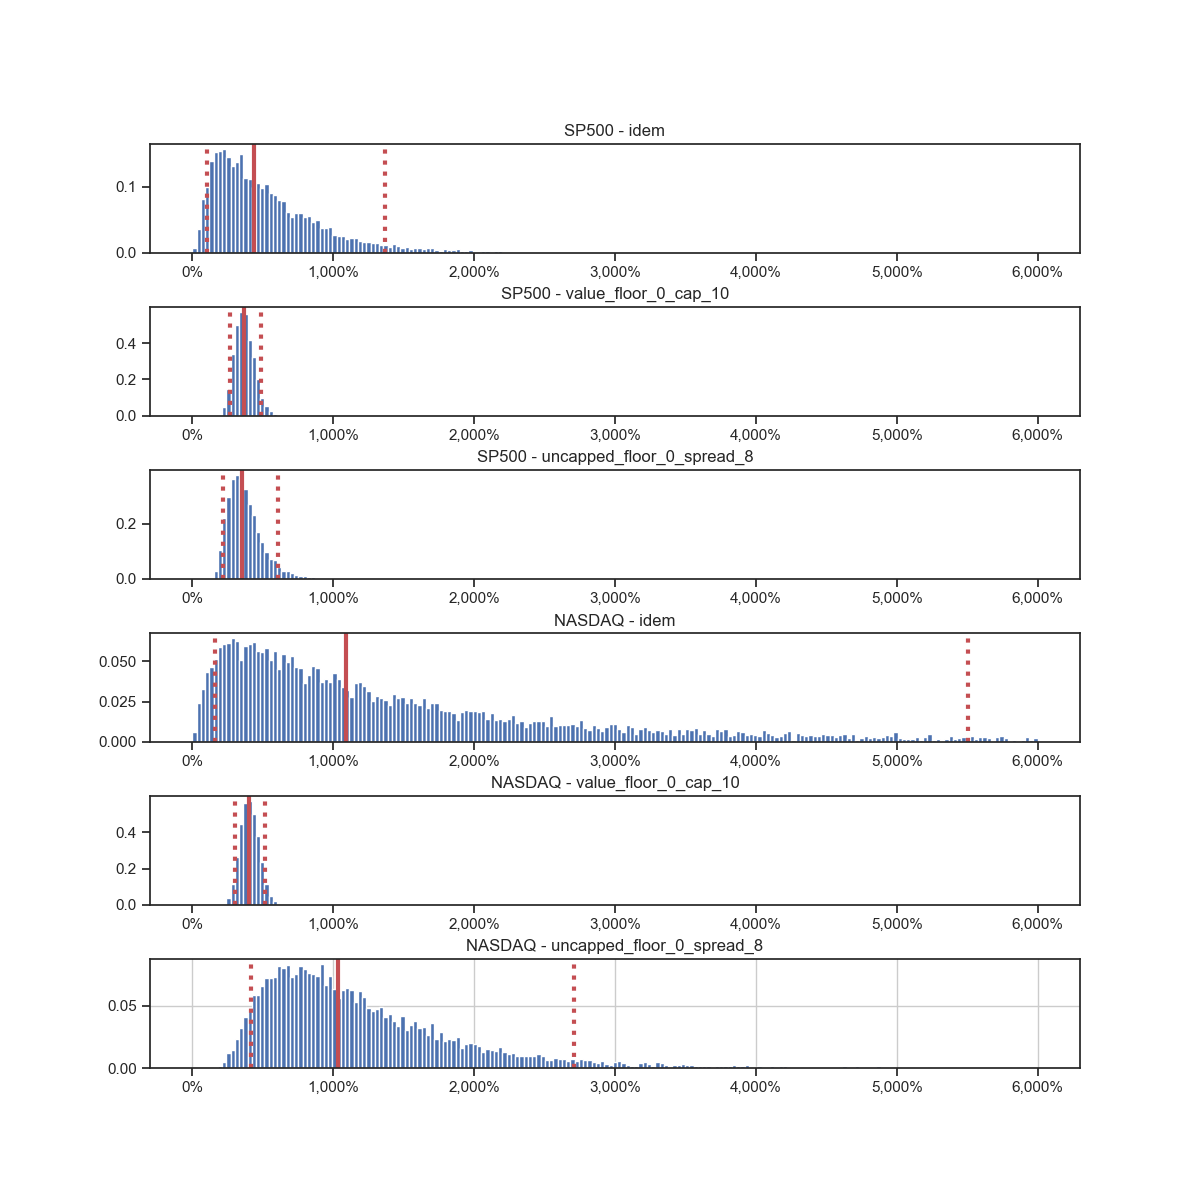 SP500 - idem
0.1
0.0
0% 1,000% 2,000% 3,000% 4,000% 5,000% 6,000%
SP500 - value_floor_0_cap_10
0.4
0.2
0.0
0% 1,000% 2,000% 3,000% 4,000% 5,000% 6,000%
SP500 - uncapped_floor_0_spread_8
0.2
0.0
0% 1,000% 2,000% 3,000% 4,000% 5,000% 6,000%
NASDAQ - idem
0.050
0.025
0.000
0% 1,000% 2,000% 3,000% 4,000% 5,000% 6,000%
NASDAQ - value_floor_0_cap_10
0.4
0.2
0.0
0% 1,000% 2,000% 3,000% 4,000% 5,000% 6,000%
NASDAQ - uncapped_floor_0_spread_8
0.05
0.00
0% 1,000% 2,000% 3,000% 4,000% 5,000% 6,000%